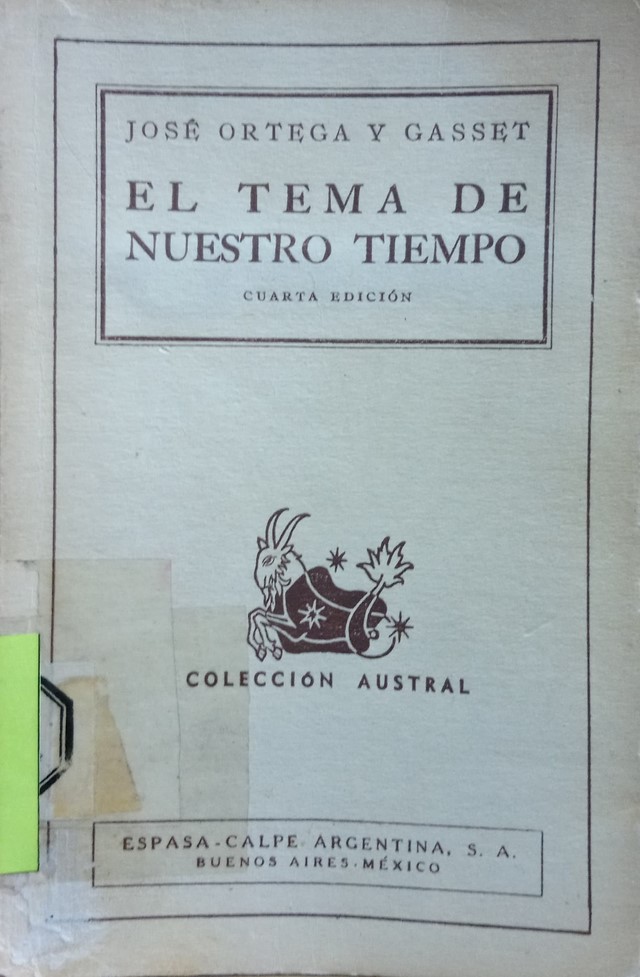 JOSÉ ORTEGA Y GASSET
EL TEMA DE
NUESTRO TIEMPO
CUARTA EDICIÓN
COLECCIÓN AUSTRAL
ESPASA-CALPE ARGENTINA, S. A.
BUENOS AIRES-MÉXICO